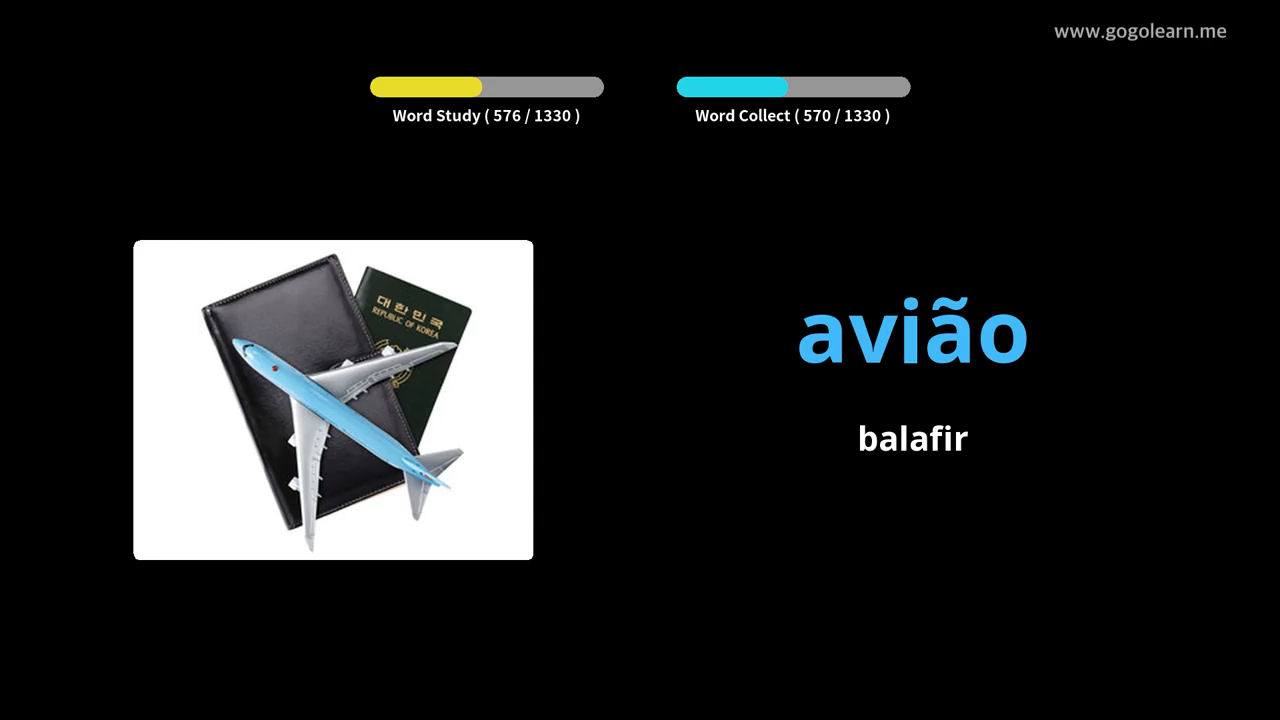 www.gogolearn.me
Word Study ( 576 / 1330 )
Word Collect ( 570 / 1330 )
대한민국
REPUBLIC OF KOREA
avião
balafir